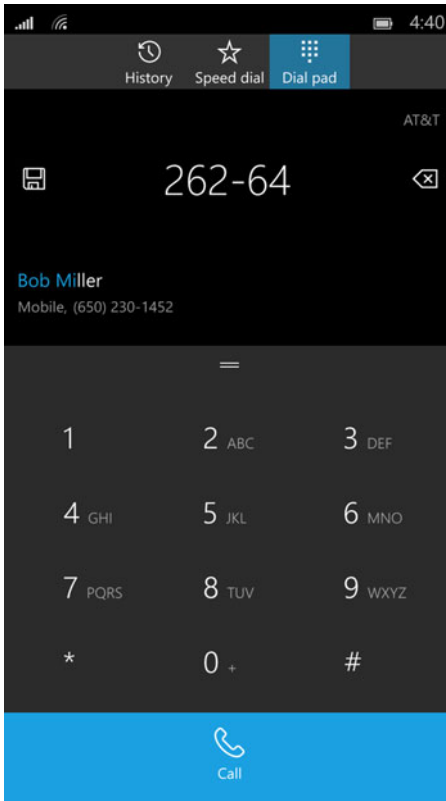 4:40
History Speed dial Dial pad
AT&T
262-64
Bob Miller
Mobile, (650) 230-1452
1 2 ABC 3 DEF
4 GHI 5 JKL 6 MNO
7 PQRS 8 TUV 9 WXYZ
* 0 + #
Call